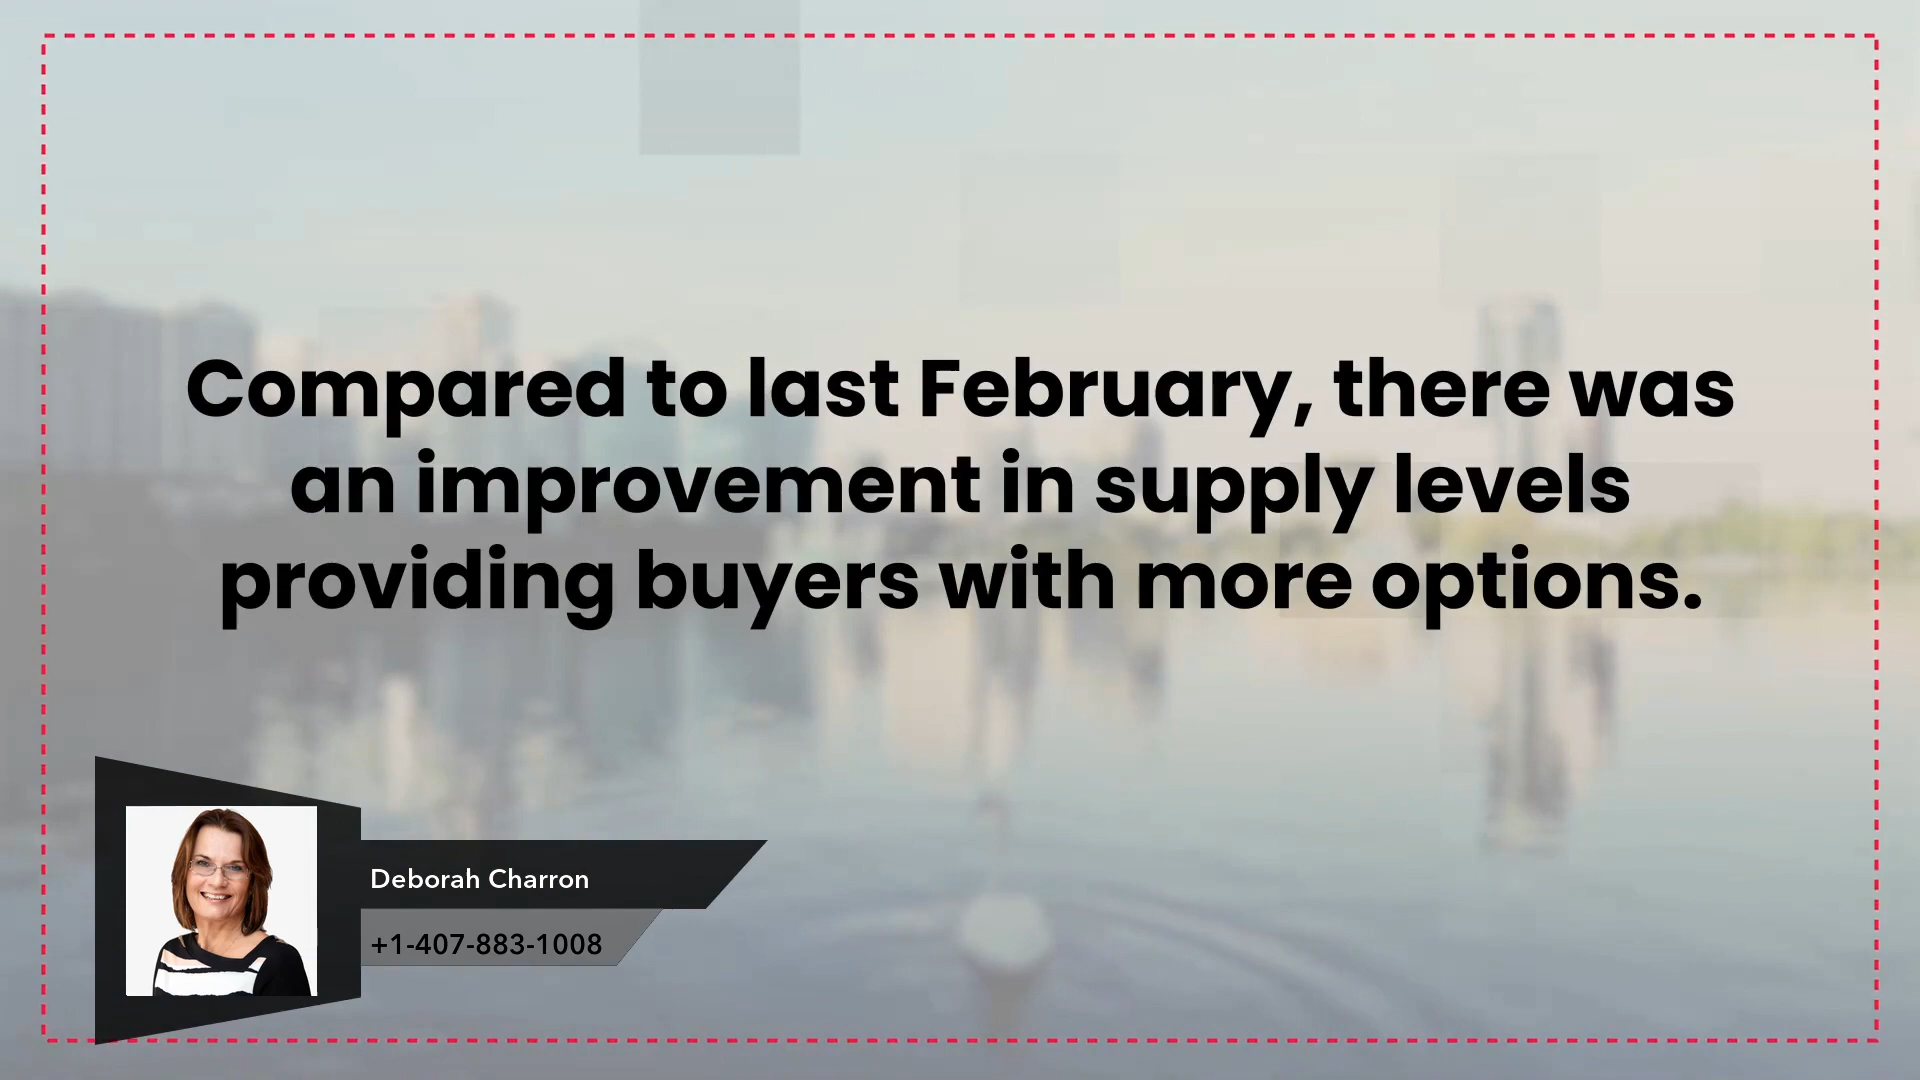 Compared to last February, there was
an improvement in supply levels
providing buyers with more options.
Deborah Charron
+1-407-883-1008